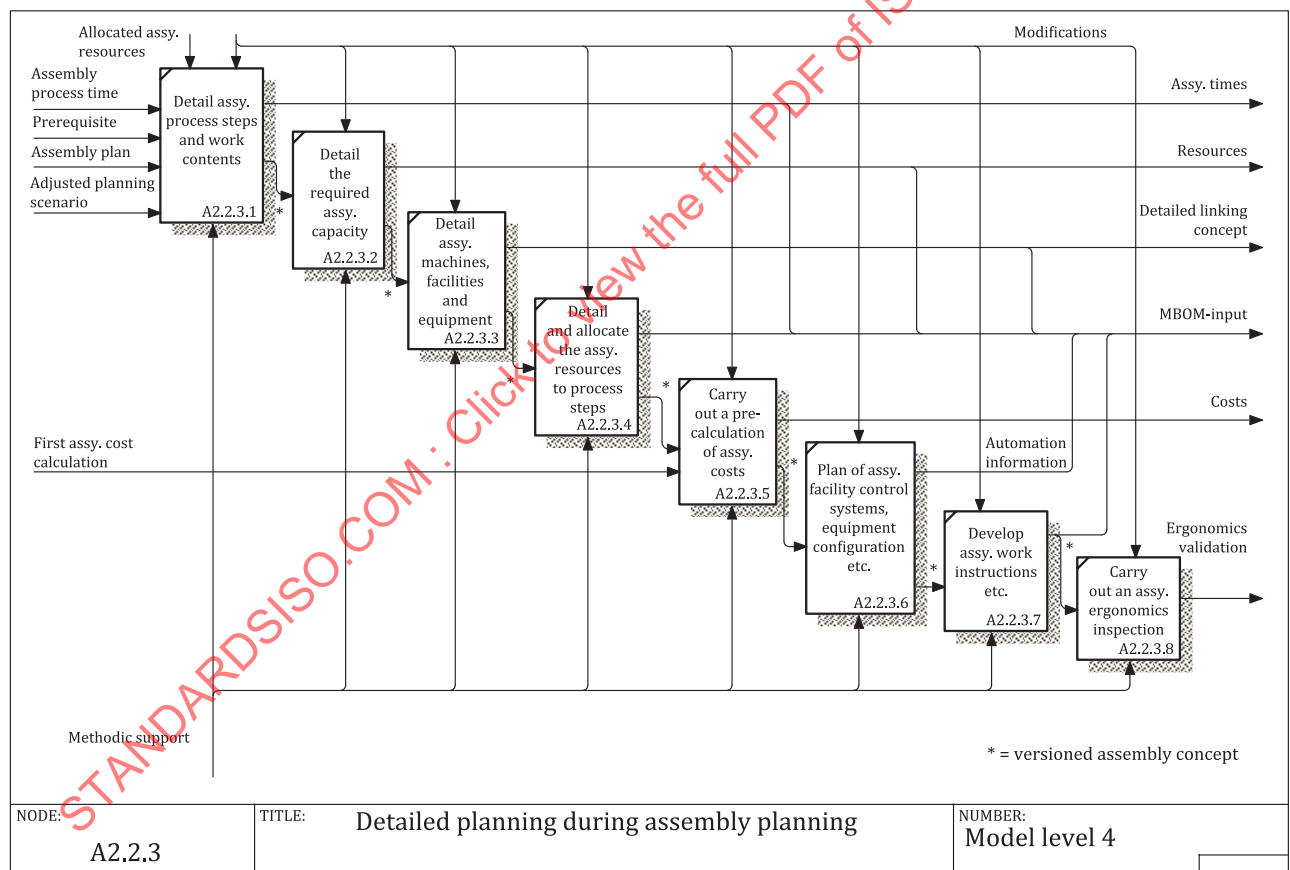 Allocated assy.
resources
Modifications
Assembly
process time
Prerequisite
Assembly plan
Adjusted planning
scenario
Detail assy.
process steps
and work
contents
A2.2.3.1
*
Assy. times
Detail
the
required
assy.
capacity
A2.2.3.2
*
Resources
Detail
assy.
machines,
facilities
and
equipment
A2.2.3.3
*
Detailed linking
concept
Detail
and allocate
the assy.
resources
to process
steps
A2.2.3.4
*
MBOM-input
First assy. cost
calculation
Carry
out a pre-
calculation
of assy.
costs
A2.2.3.5
*
Costs
Plan of assy.
facility control
systems,
equipment
configuration
etc.
A2.2.3.6
*
Automation
information
Develop
assy. work
instructions
etc.
A2.2.3.7
*
Carry
out an assy.
ergonomics
inspection
A2.2.3.8
Ergonomics
validation
Methodic support
* = versioned assembly concept
STANDARDSISO.COM : Click to view the full PDF of IS
NODE:
A2.2.3
TITLE:
Detailed planning during assembly planning
NUMBER:
Model level 4